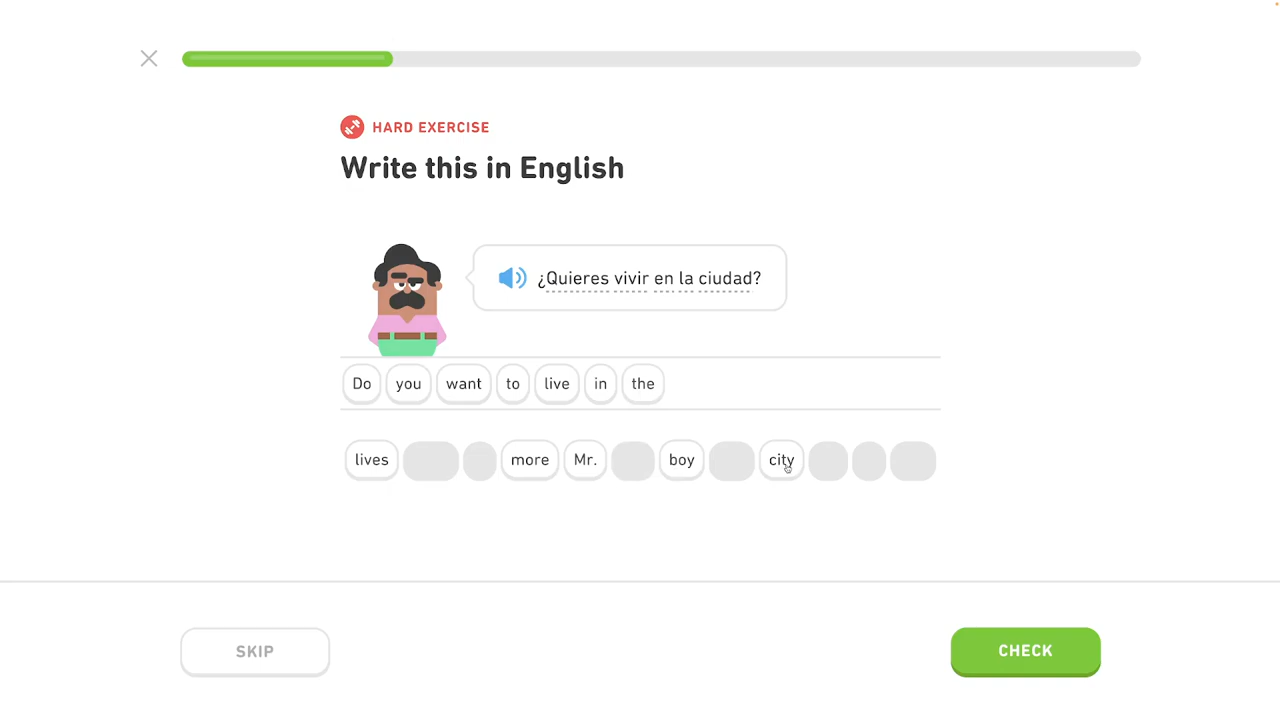 HARD EXERCISE
Write this in English
¿Quieres vivir en la ciudad?
Do you want to live in the
lives more Mr. boy city
SKIP CHECK